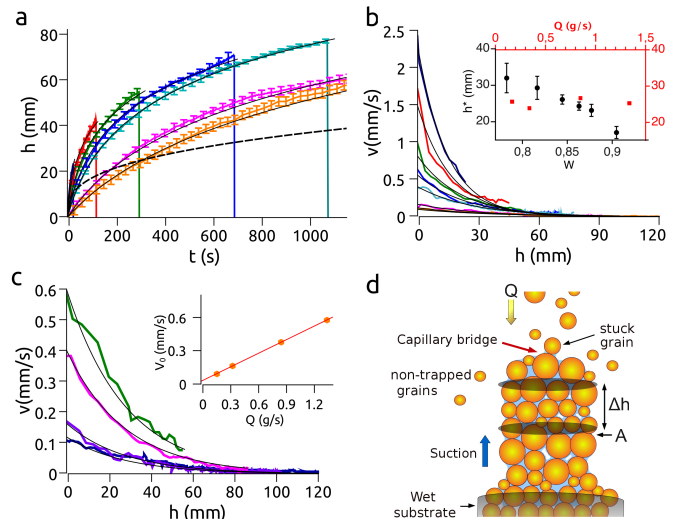 a
80
60
40
20
0
h (mm)
0
200
400
600
800
1000
t (s)
b
2.5
2
1.5
1
0.5
0
v(mm/s)
0
30
60
90
120
h (mm)
Q (g/s)
0
0,5
1
1.5
40
30
20
h* (mm)
40
30
20
0,8
0,85
0,9
W
c
0.6
0.5
0.4
0.3
0.2
0.1
0
v(mm/s)
0
20
40
60
80
100
120
h (mm)
0.6
0.3
0
V₀ (mm/s)
0
0.3
0.6
0.9
1.2
Q (g/s)
d
Q
stuck
grain
Capillary bridge
non-trapped
grains
Δh
A
Suction
Wet
substrate